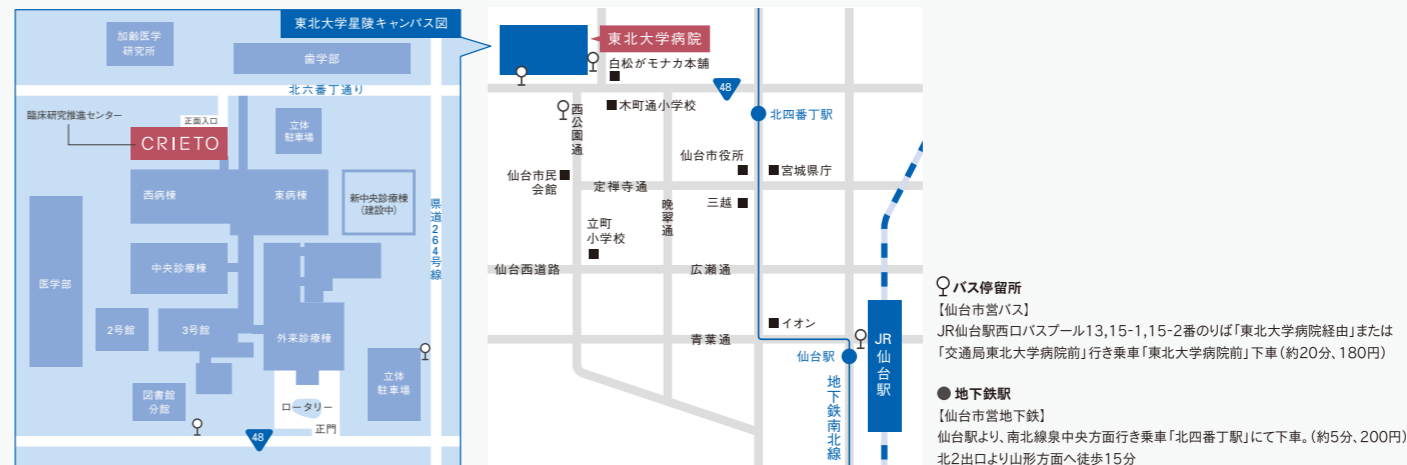 東北大学星陵キャンパス図
加齢医学
研究所
歯学部
北六番丁通り
臨床研究推進センター
正面入口
CRIETO
立体
駐車場
西病棟
東病棟
新中央診療棟
(建設中)
県道264号線
医学部
中央診療棟
2号館
3号館
外来診療棟
図書館
分館
立体
駐車場
ロータリー
正門
48
東北大学病院
白松がモナカ本舗
48
西公園通
木町通小学校
北四番丁駅
仙台市役所
宮城県庁
仙台市民
会館
定禅寺通
晩翠通
三越
立町
小学校
仙台西道路
広瀬通
イオン
青葉通
仙台駅
JR仙台駅
地下鉄南北線
バス停留所
【仙台市営バス】
JR仙台駅西口バスプール13,15-1,15-2番のりば「東北大学病院経由」または
「交通局東北大学病院前」行き乗車「東北大学病院前」下車(約20分、180円)
● 地下鉄駅
【仙台市営地下鉄】
仙台駅より、南北線泉中央方面行き乗車「北四番丁駅」にて下車。(約5分、200円)
北2出口より山形方面へ徒歩15分